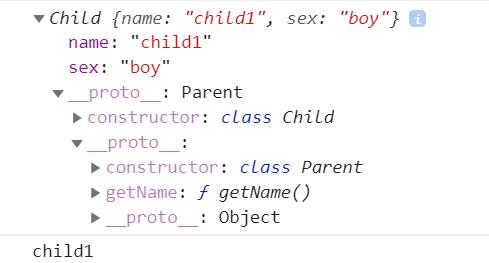 Child {name: "child1", sex: "boy"} i
name: "child1"
sex: "boy"
__proto__: Parent
constructor: class Child
__proto__:
constructor: class Parent
getName: ƒ getName()
__proto__: Object
child1